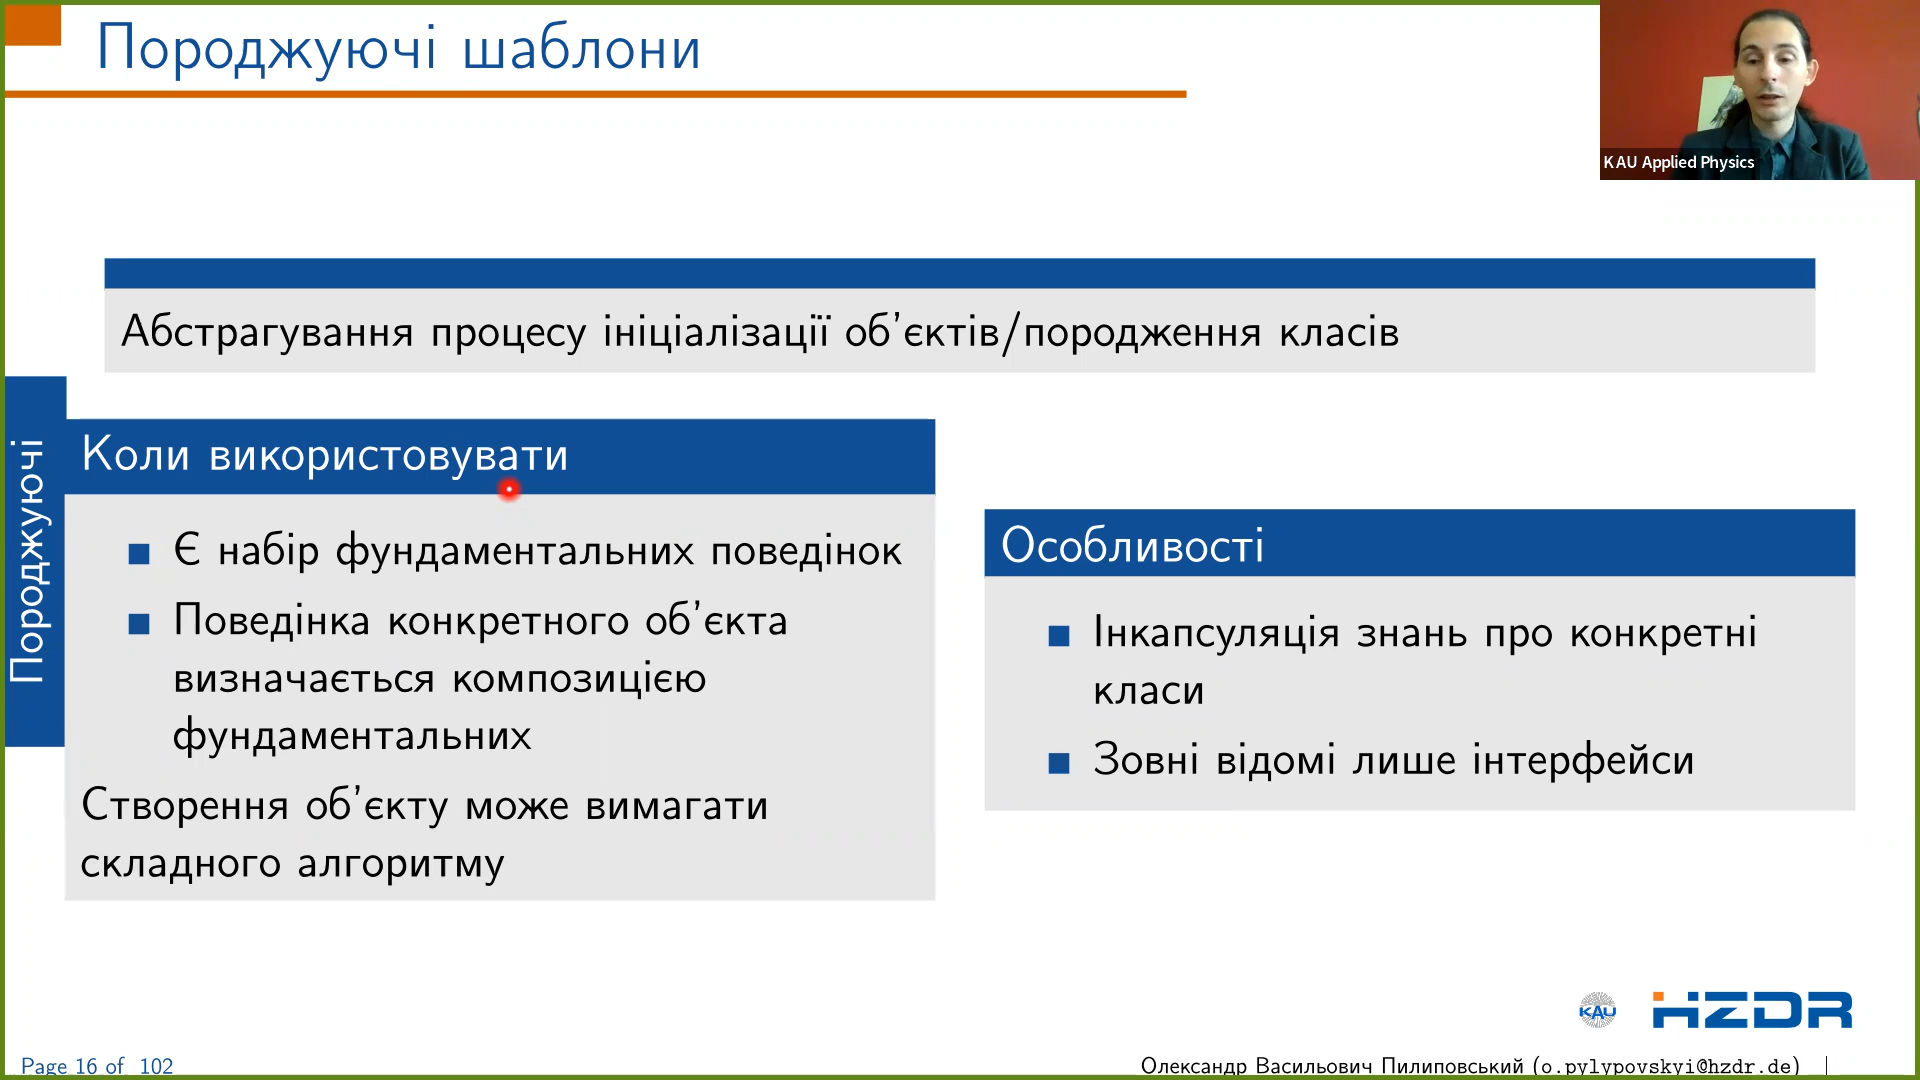 Породжуючі шаблони
KAU Applied Physics
Абстрагування процесу ініціалізації об'єктів/породження класів
Породжуючі
Коли використовувати
Є набір фундаментальних поведінок
Поведінка конкретного об'єкта
визначається композицією
фундаментальних
Створення об'єкту може вимагати
складного алгоритму
Особливості
Інкапсуляція знань про конкретні
класи
Зовні відомі лише інтерфейси
KAU
HZDR
Page 16 of 102
Олександр Васильович Пилиповський (o.pylypovskyi@hzdr.de) |